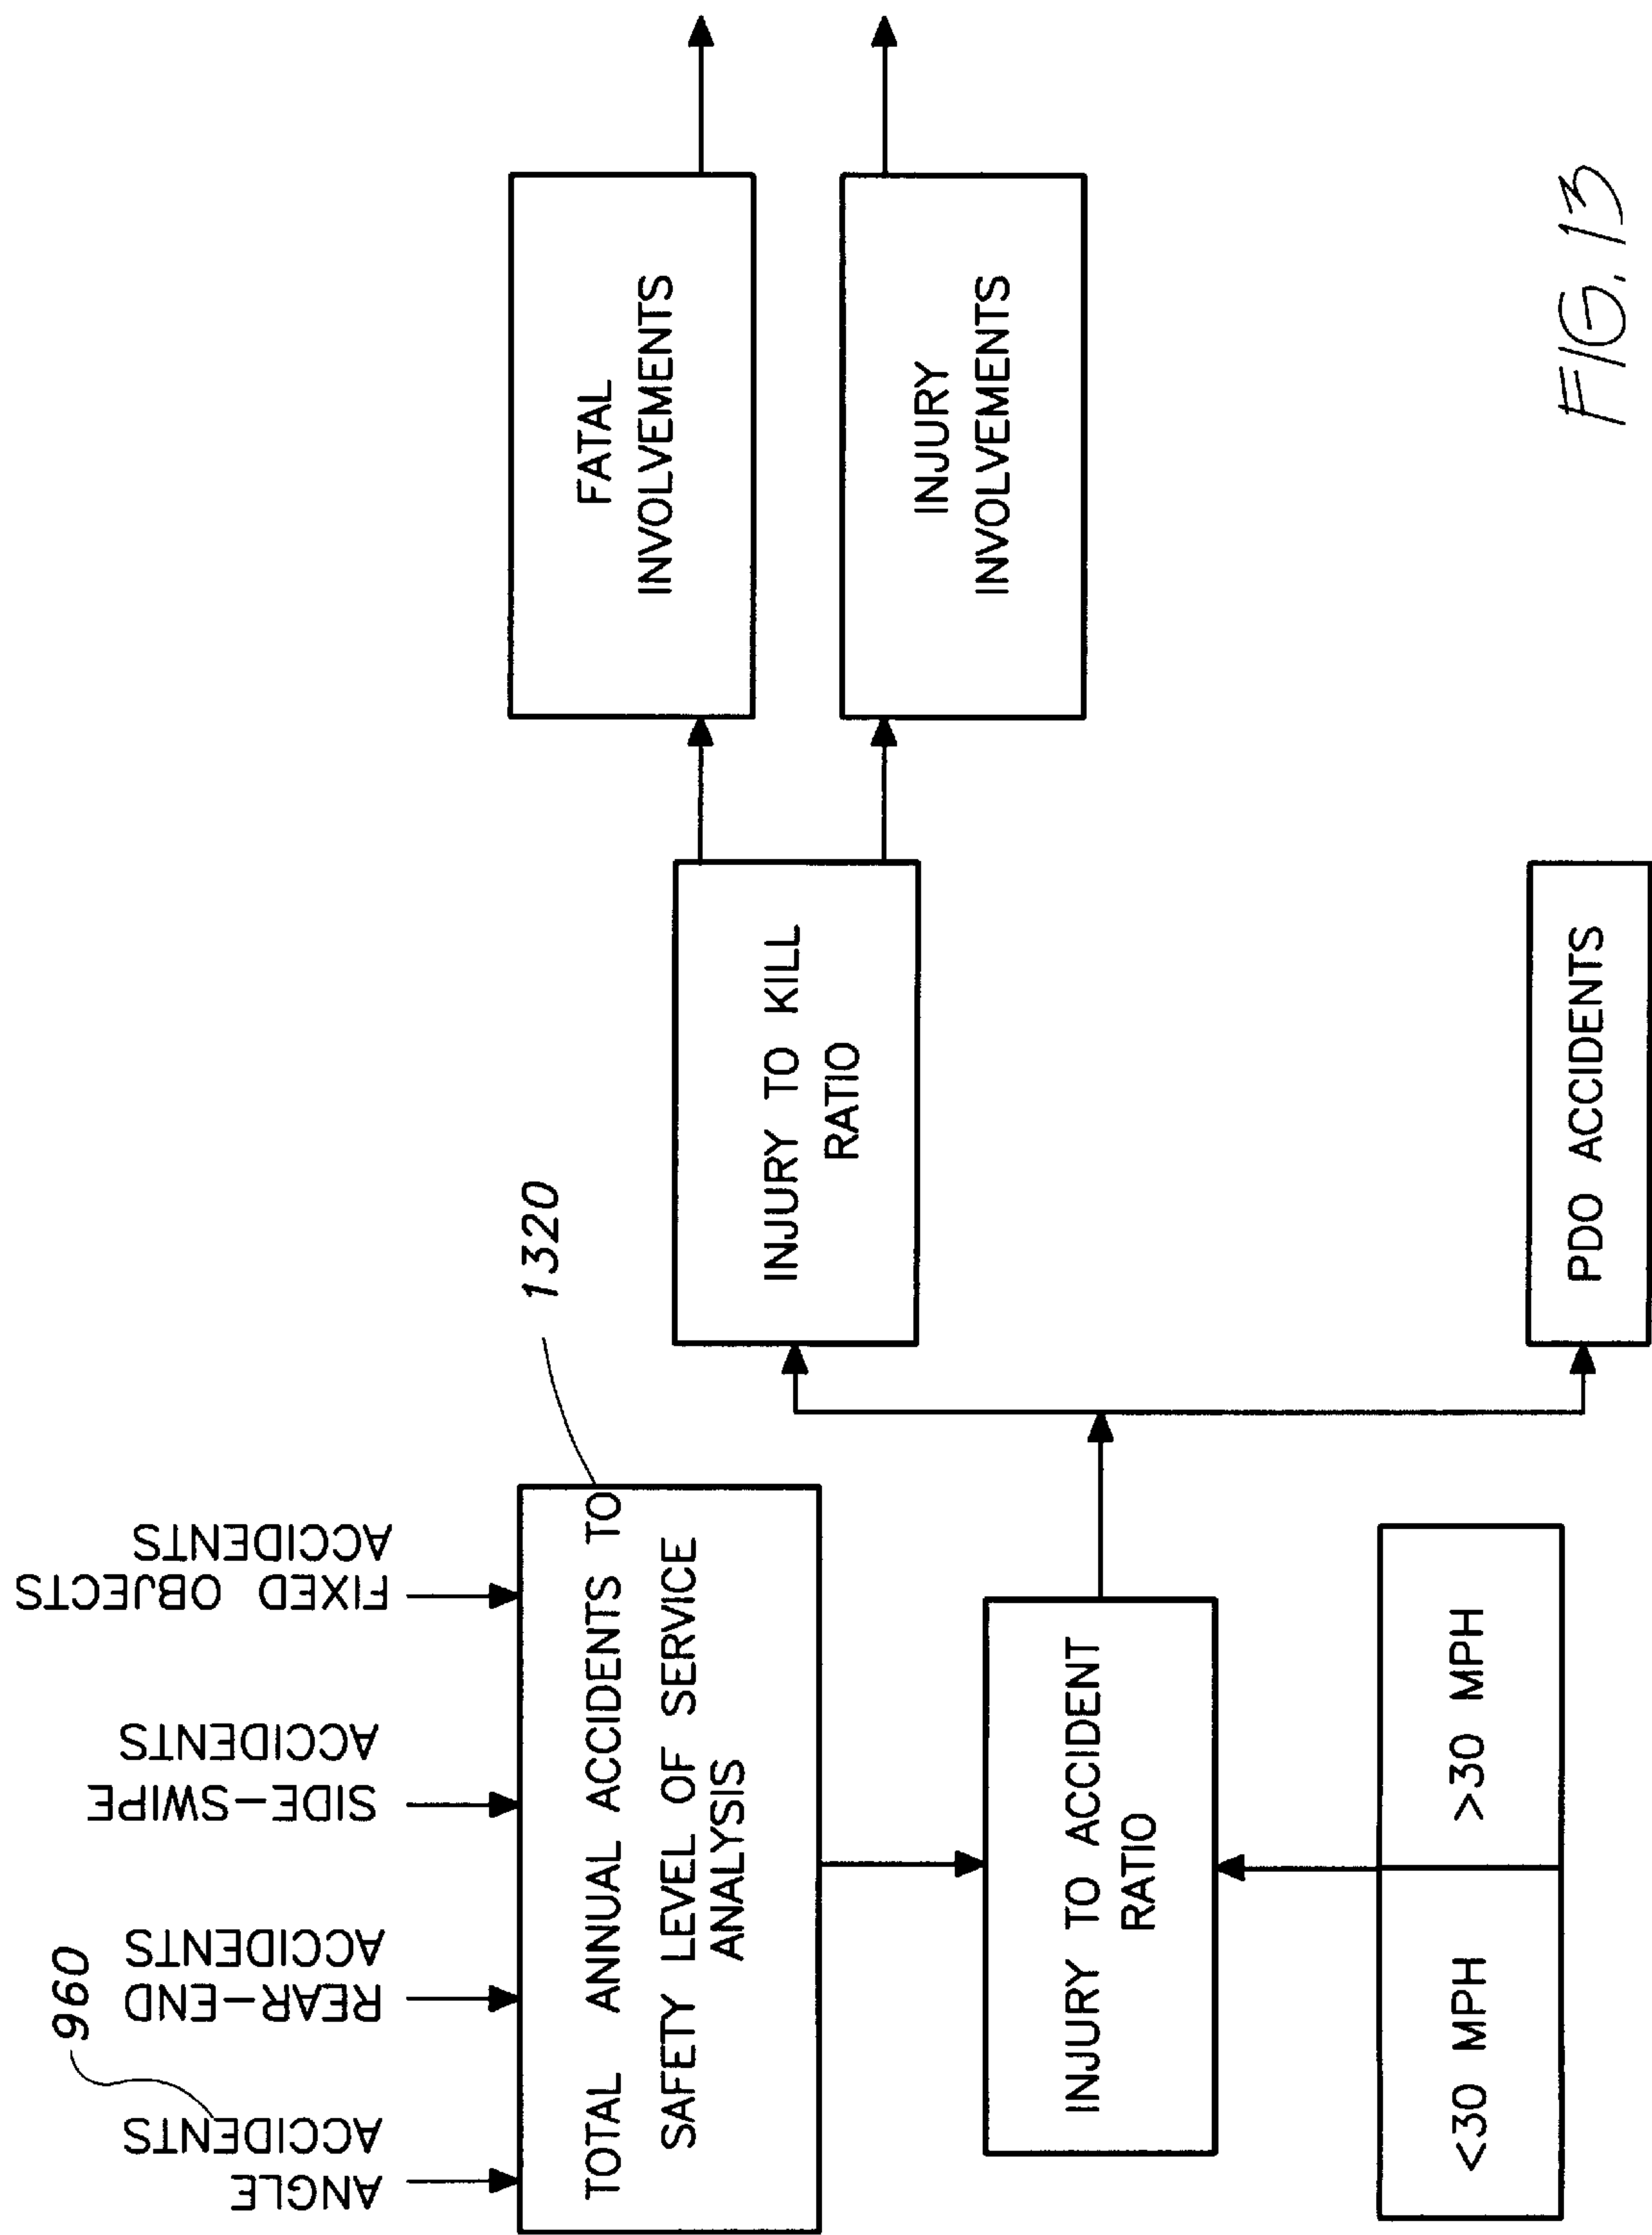 960
ANGLE
ACCIDENTS
REAR-END
ACCIDENTS
SIDE-SWIPE
ACCIDENTS
FIXED OBJECTS
ACCIDENTS
1320
TOTAL ANNUAL ACCIDENTS TO
SAFETY LEVEL OF SERVICE
ANALYSIS
INJURY TO ACCIDENT
RATIO
<30 MPH
>30 MPH
INJURY TO KILL
RATIO
PDO ACCIDENTS
FATAL
INVOLVEMENTS
INJURY
INVOLVEMENTS
FIG. 13